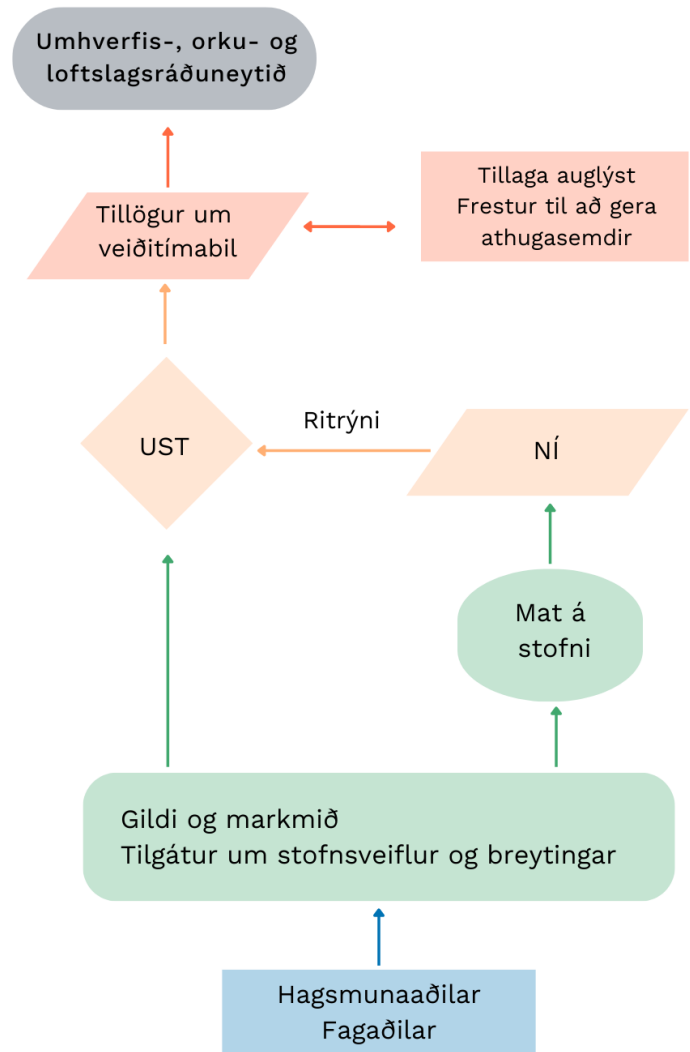 Umhverfis-, orku- og
loftslagsráðuneytið
Tillögur um
veiðitímabil
Tillaga auglýst
Frestur til að gera
athugasemdir
UST
Ritrýni
NÍ
Mat á
stofni
Gildi og markmið
Tilgátur um stofnsveiflur og breytingar
Hagsmunaaðilar
Fagaðilar